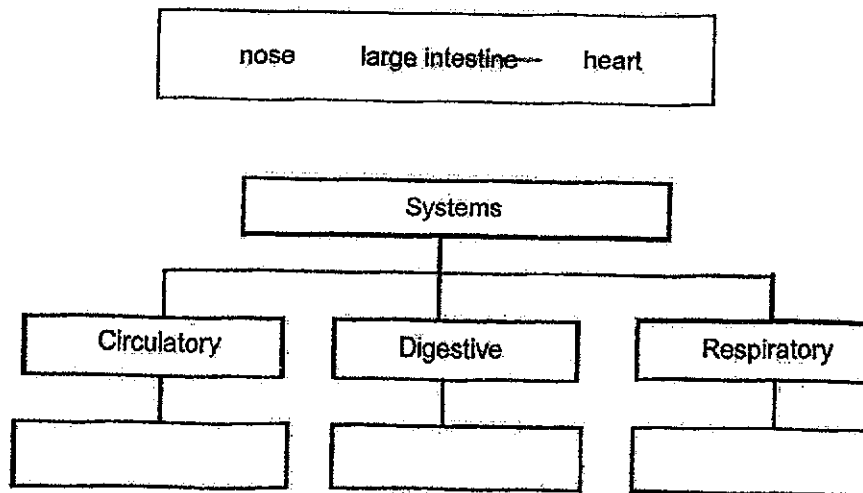 nose large intestine heart
Systems
Circulatory Digestive Respiratory